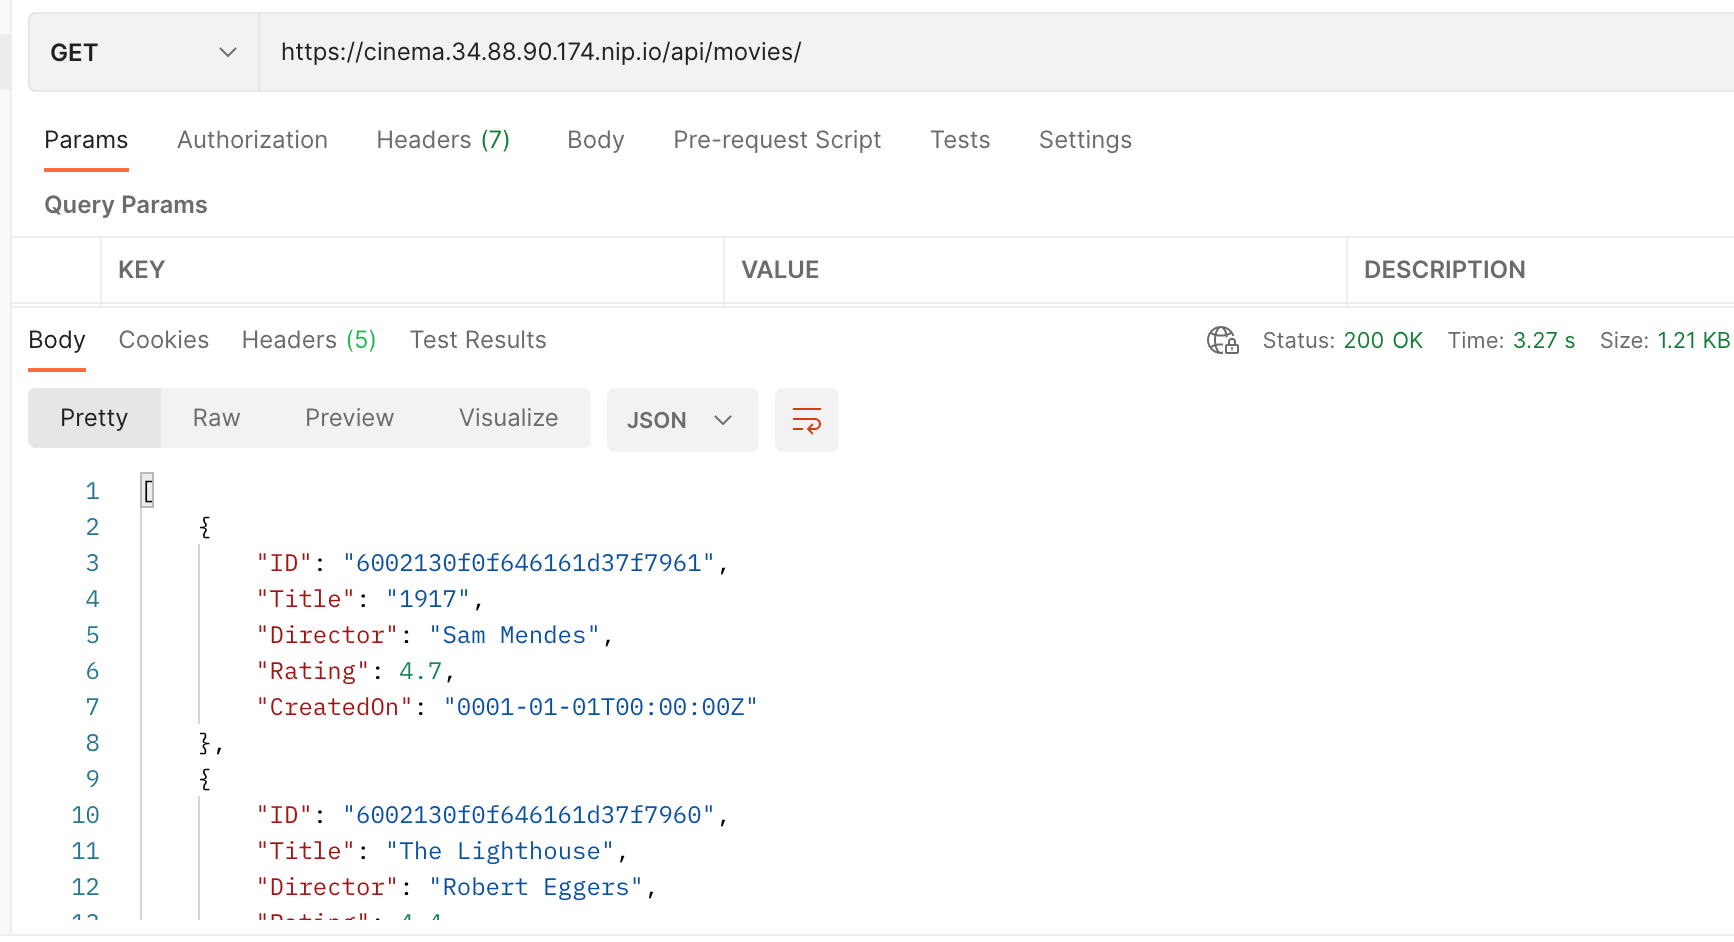 GET https://cinema.34.88.90.174.nip.io/api/movies/
Params Authorization Headers (7) Body Pre-request Script Tests Settings
Query Params
KEY VALUE DESCRIPTION
Body Cookies Headers (5) Test Results Status: 200 OK Time: 3.27 s Size: 1.21 KB
Pretty Raw Preview Visualize JSON
1 [
2 {
3 "ID": "6002130f0f646161d37f7961",
4 "Title": "1917",
5 "Director": "Sam Mendes",
6 "Rating": 4.7,
7 "CreatedOn": "0001-01-01T00:00:00Z"
8 },
9 {
10 "ID": "6002130f0f646161d37f7960",
11 "Title": "The Lighthouse",
12 "Director": "Robert Eggers",
13 "Rating": 4.4